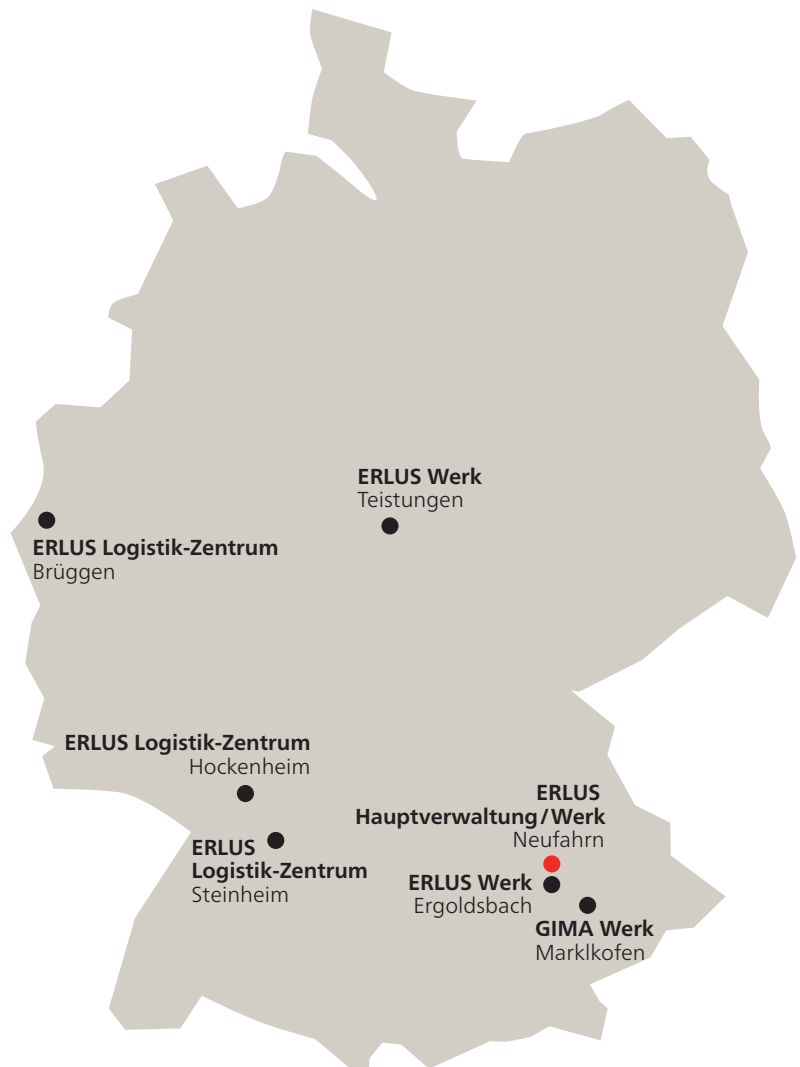 ERLUS Werk
Teistungen
ERLUS Logistik-Zentrum
Brüggen
ERLUS Logistik-Zentrum
Hockenheim
ERLUS
Hauptverwaltung/Werk
Neufahrn
ERLUS
Logistik-Zentrum
Steinheim
ERLUS Werk
Ergoldsbach
GIMA Werk
Marklkofen